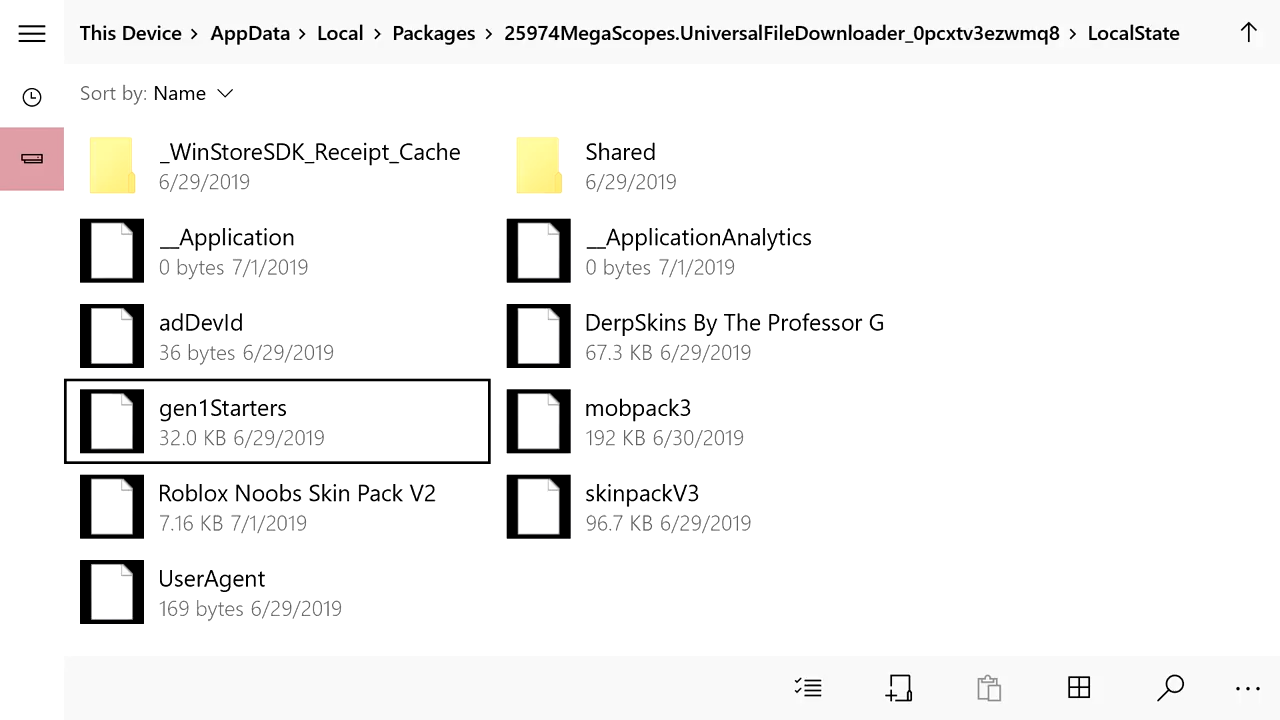 This Device > AppData > Local > Packages > 25974MegaScopes.UniversalFileDownloader_0pcxtv3ezwmq8 > LocalState
Sort by: Name
_WinStoreSDK_Receipt_Cache
6/29/2019
Shared
6/29/2019
__Application
0 bytes 7/1/2019
__ApplicationAnalytics
0 bytes 7/1/2019
adDevId
36 bytes 6/29/2019
DerpSkins By The Professor G
67.3 KB 6/29/2019
gen1Starters
32.0 KB 6/29/2019
mobpack3
192 KB 6/30/2019
Roblox Noobs Skin Pack V2
7.16 KB 7/1/2019
skinpackV3
96.7 KB 6/29/2019
UserAgent
169 bytes 6/29/2019